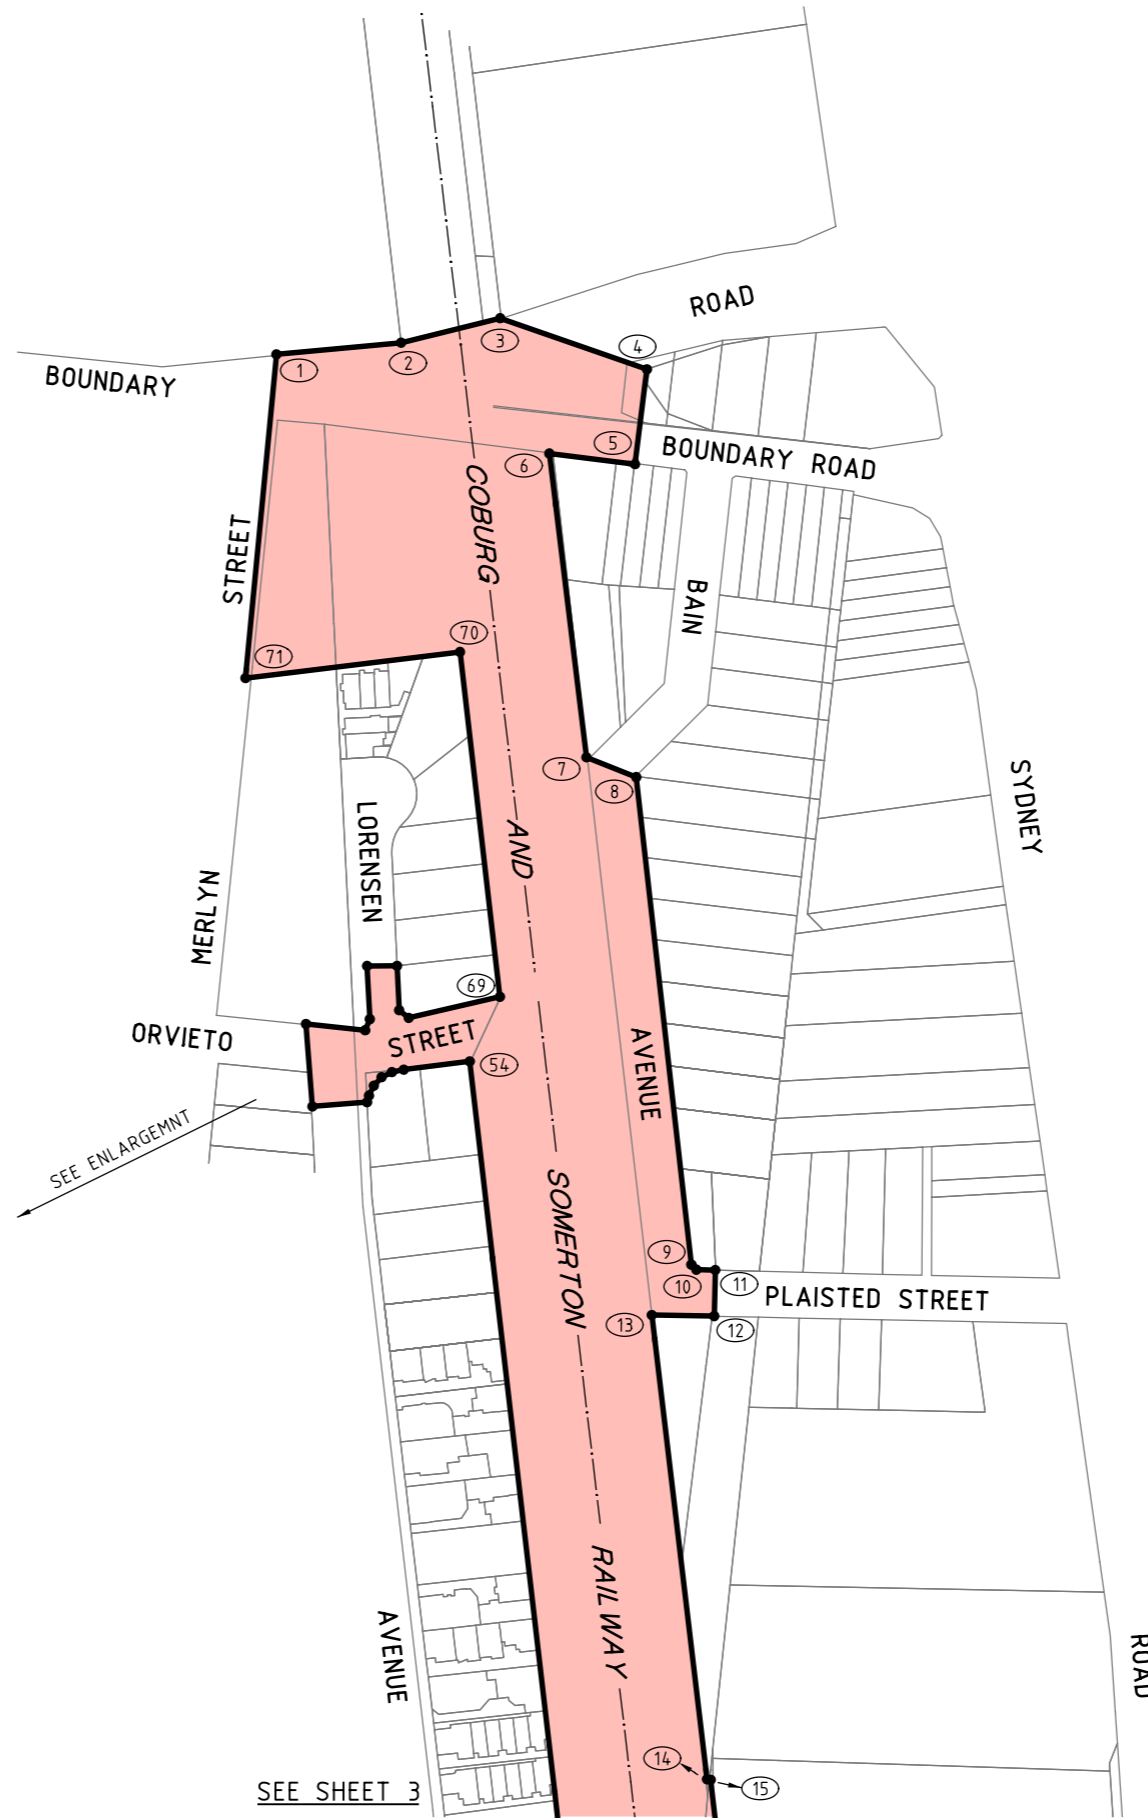 ROAD
3
4
2
1
BOUNDARY
5
BOUNDARY ROAD
6
COBURG
STREET
BAIN
70
71
7
8
SYDNEY
LORENSEN
AND
MERLYN
69
ORVIETO
STREET
AVENUE
54
SEE ENLARGEMNT
SOMERTON
9
10
11
PLAISTED STREET
13
12
RAILWAY
AVENUE
ROAD
14
15
SEE SHEET 3